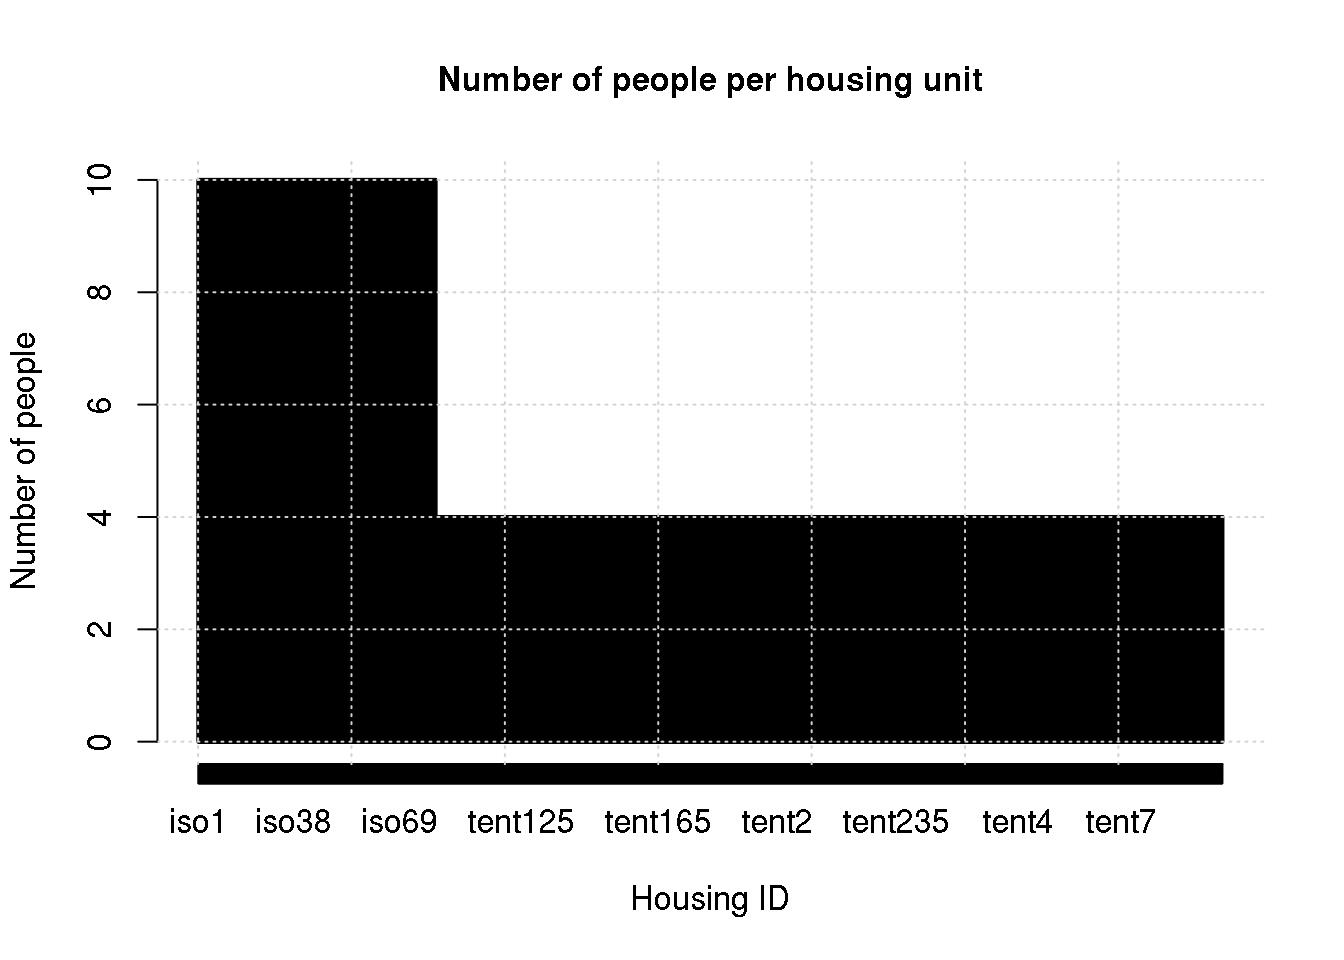 Number of people per housing unit
Number of people
10
8
6
4
2
0
iso1 iso38 iso69 tent125 tent165 tent2 tent235 tent4 tent7
Housing ID